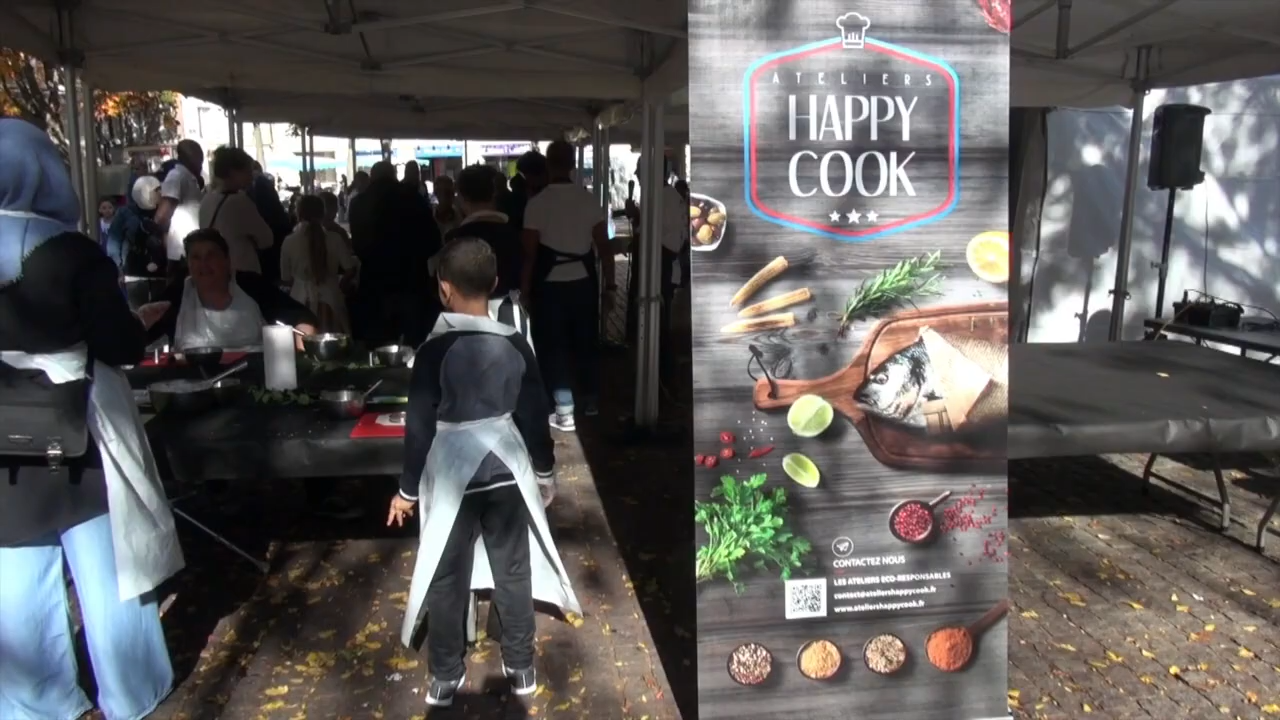 ATELIERS
HAPPY
COOK
CONTACTEZ NOUS
LES ATELIERS ECO-RESPONSABLES
contact@ateliershappycook.fr
www.ateliershappycook.fr